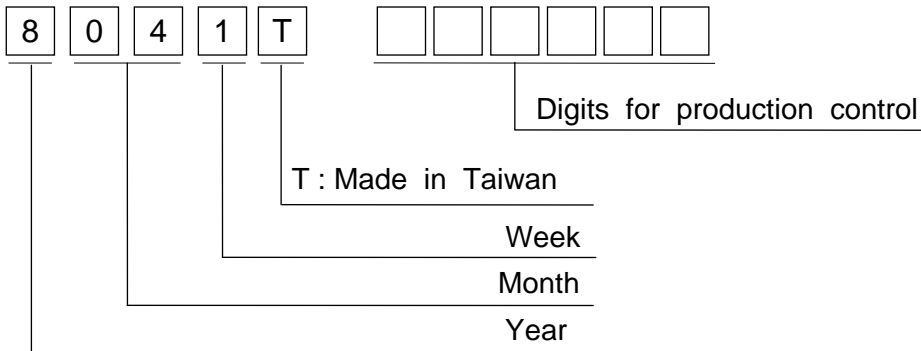 8 0 4 1 T
Digits for production control
T : Made in Taiwan
Week
Month
Year